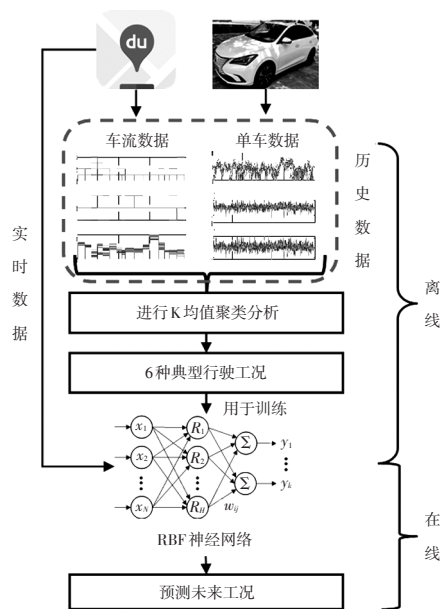 du
车流数据
单车数据
历史数据
实时数据
离线
进行K均值聚类分析
6种典型行驶工况
用于训练
x₁
R₁
Σ
y₁
x₂
R₂
Σ
yₖ
x_N
R_H
w_ij
RBF神经网络
在线
预测未来工况